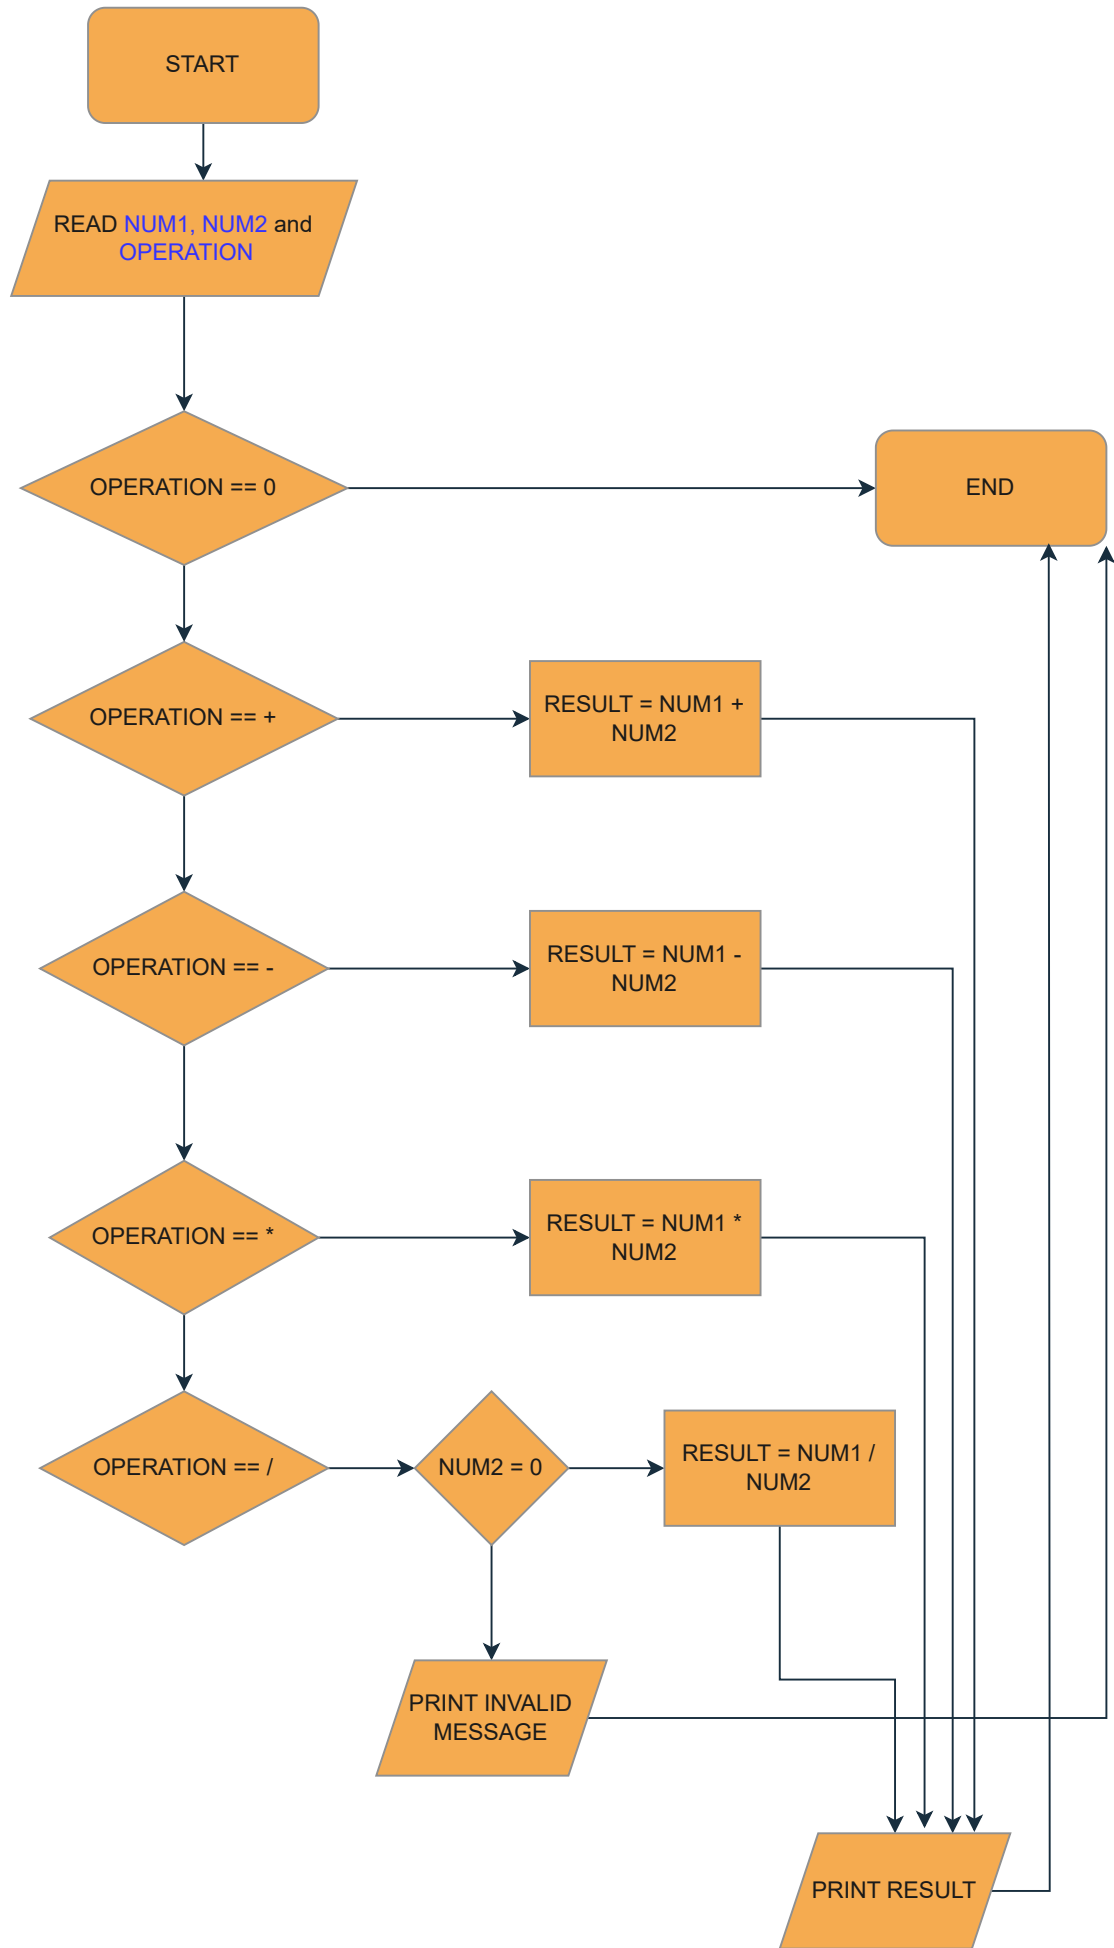 START
READ NUM1, NUM2 and
OPERATION
OPERATION == 0
END
OPERATION == +
RESULT = NUM1 +
NUM2
OPERATION == -
RESULT = NUM1 -
NUM2
OPERATION == *
RESULT = NUM1 *
NUM2
OPERATION == /
NUM2 = 0
RESULT = NUM1 /
NUM2
PRINT INVALID
MESSAGE
PRINT RESULT